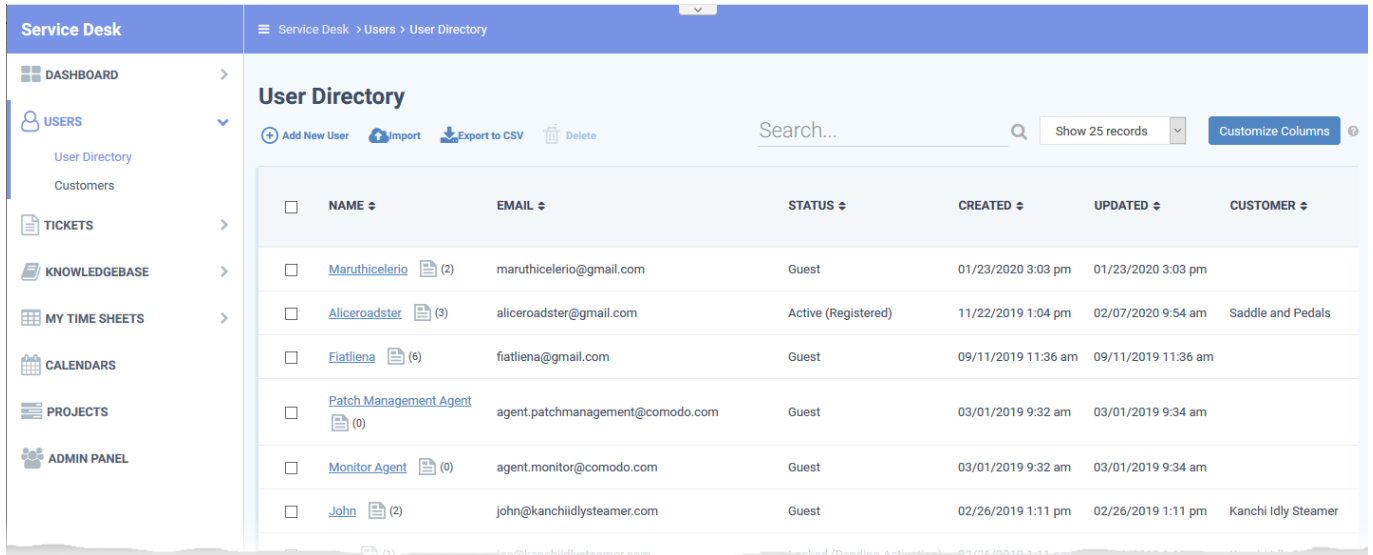 Service Desk
Service Desk > Users > User Directory
DASHBOARD
USERS
User Directory
Customers
TICKETS
KNOWLEDGEBASE
MY TIME SHEETS
CALENDARS
PROJECTS
ADMIN PANEL
User Directory
Add New User Import Export to CSV Delete Search... Show 25 records Customize Columns
NAME EMAIL STATUS CREATED UPDATED CUSTOMER
Maruthicelerio (2) maruthicelerio@gmail.com Guest 01/23/2020 3:03 pm 01/23/2020 3:03 pm
Aliceroadster (3) aliceroadster@gmail.com Active (Registered) 11/22/2019 1:04 pm 02/07/2020 9:54 am Saddle and Pedals
Fiatliena (6) fiatliena@gmail.com Guest 09/11/2019 11:36 am 09/11/2019 11:36 am
Patch Management Agent
(0) agent.patchmanagement@comodo.com Guest 03/01/2019 9:32 am 03/01/2019 9:34 am
Monitor Agent (0) agent.monitor@comodo.com Guest 03/01/2019 9:32 am 03/01/2019 9:34 am
John (2) john@kanchiidlysteamer.com Guest 02/26/2019 1:11 pm 02/26/2019 1:11 pm Kanchi Idly Steamer